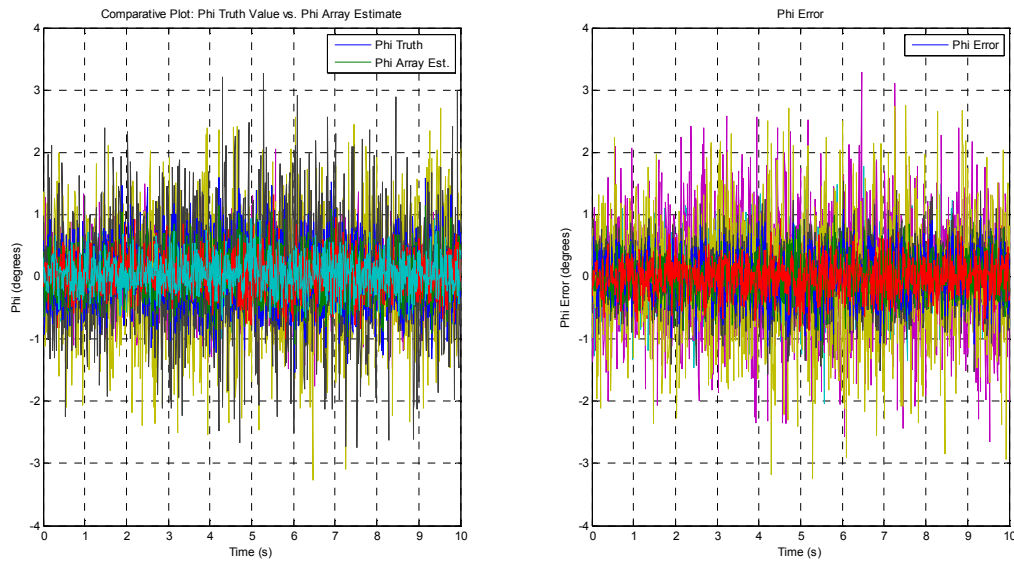 Comparative Plot: Phi Truth Value vs. Phi Array Estimate
4
3
2
1
0
-1
-2
-3
-4
Phi (degrees)
Phi Truth
Phi Array Est.
0 1 2 3 4 5 6 7 8 9 10
Time (s)
Phi Error
4
3
2
1
0
-1
-2
-3
-4
Phi Error (degrees)
Phi Error
0 1 2 3 4 5 6 7 8 9 10
Time (s)